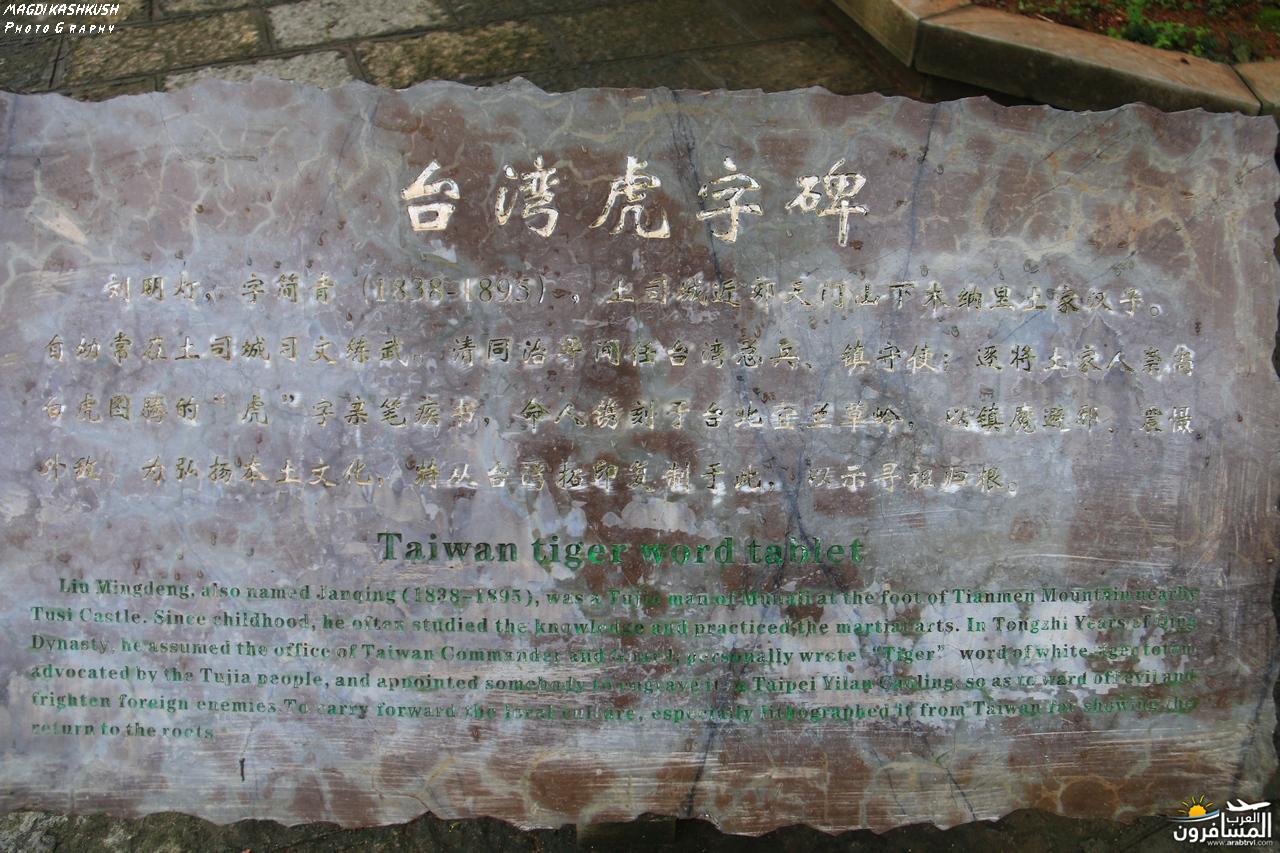 MAGDI KASHKUSH
PHOTOGRAPHY
台湾虎字碑
刘明灯，字简青（1838-1895），土司城近郊天门山下木纳里土家汉子。
自幼常在土司城习文练武，清同治年间任台湾总兵、镇守使；逐将土家人崇尚
白虎图腾的“虎”字亲笔疾书，命人镌刻于台北宜兰草岭，以镇魔避邪、震慑
外敌，为弘扬本土文化，特从台湾拓印复制于此，以示寻祖归根。
Taiwan tiger word tablet
Liu Mingdeng, also named Janqing (1838-1895), was a Tujia man of Munali at the foot of Tianmen Mountain nearby
Tusi Castle. Since childhood, he often studied the knowledge and practiced the martial arts. In Tongzhi Years of Qing
Dynasty, he assumed the office of Taiwan Commander and personally wrote "Tiger" word of white tiger totem
advocated by the Tujia people, and appointed somebody to engrave it in Taipei Yilan Caoling, so as to ward off evil and
frighten foreign enemies. To carry forward the local culture, especially lithographed it from Taiwan for showing the
return to the roots.
العرب
المسافرون
www.arabtrvl.com